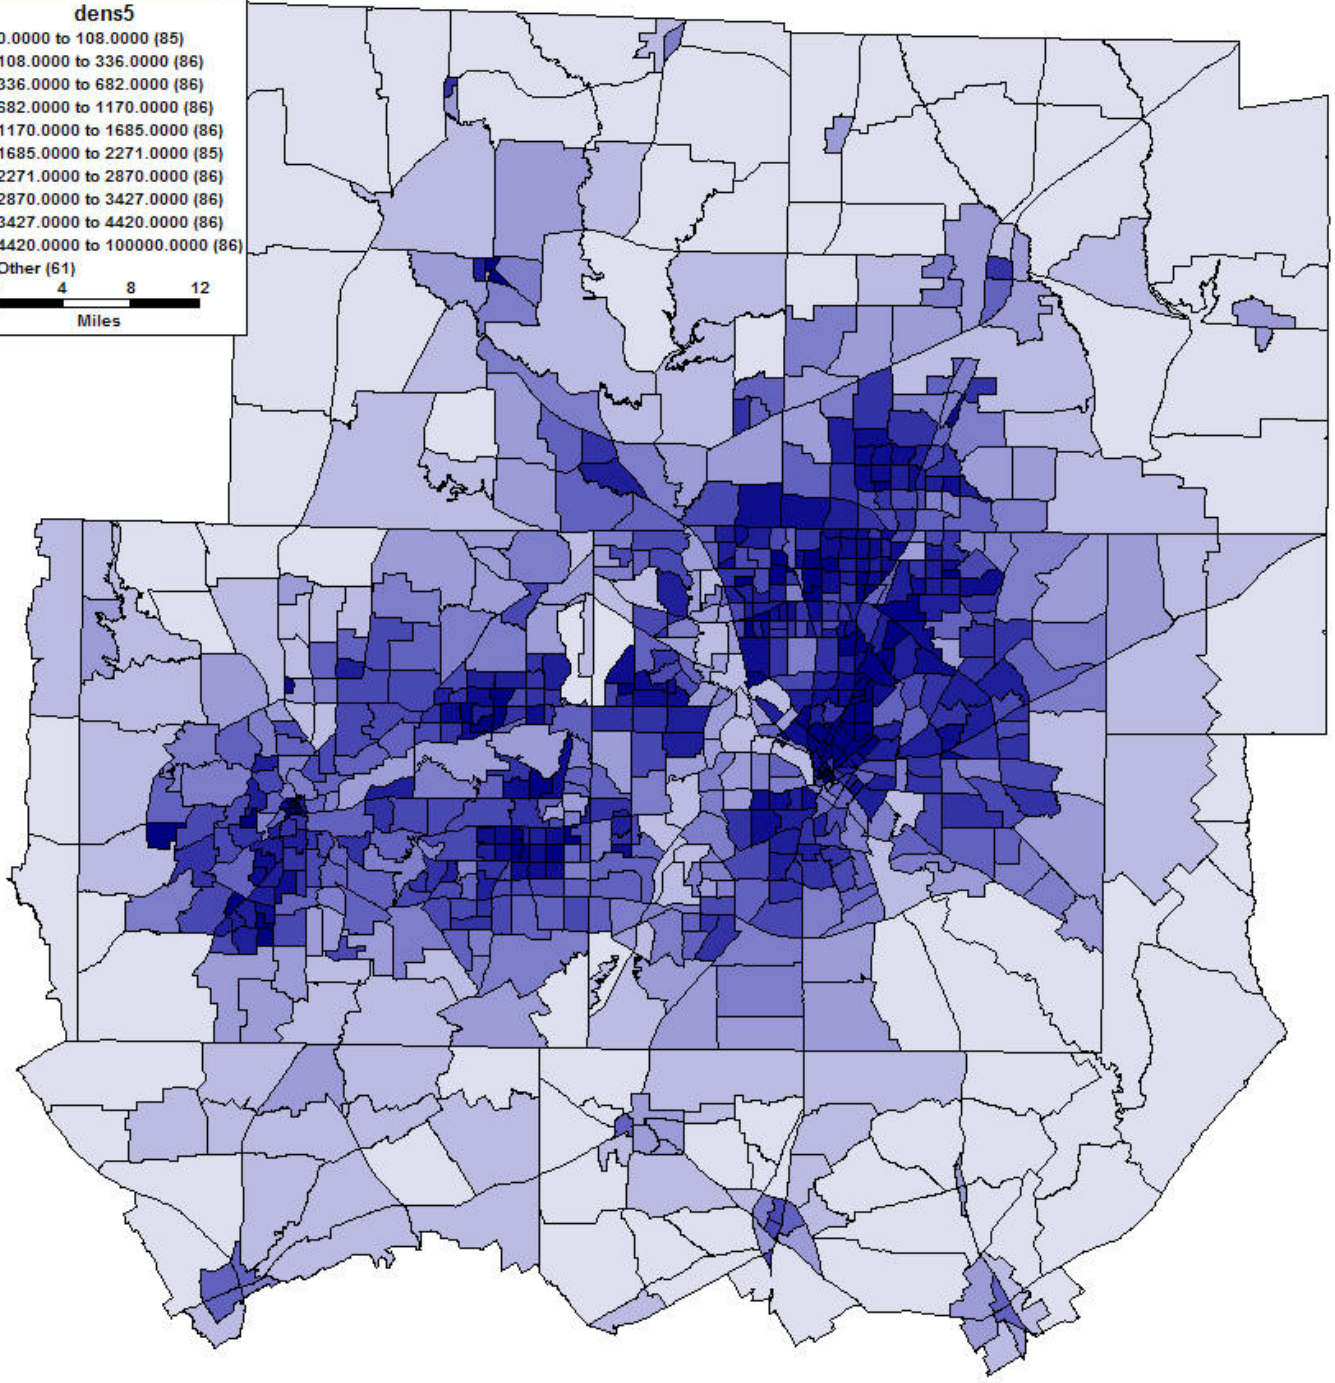 dens5
0.0000 to 108.0000 (85)
108.0000 to 336.0000 (86)
336.0000 to 682.0000 (86)
682.0000 to 1170.0000 (86)
1170.0000 to 1685.0000 (86)
1685.0000 to 2271.0000 (85)
2271.0000 to 2870.0000 (86)
2870.0000 to 3427.0000 (86)
3427.0000 to 4420.0000 (86)
4420.0000 to 100000.0000 (86)
Other (61)
4 8 12
Miles